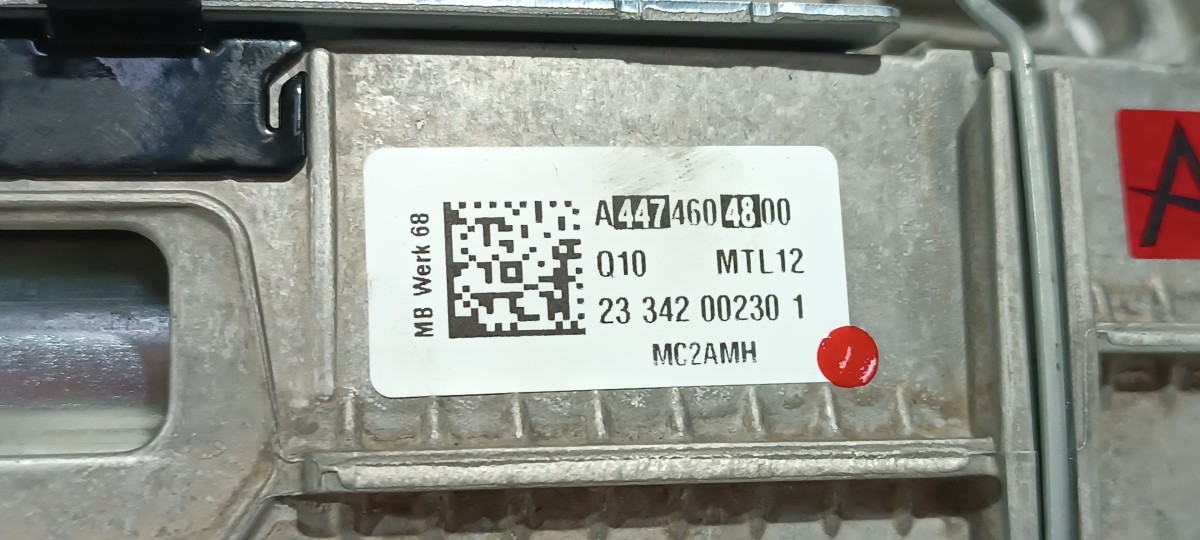 MB Werk 68
A 447 460 48 00
Q10 MTL12
23 342 00230 1
MC2AMH
A